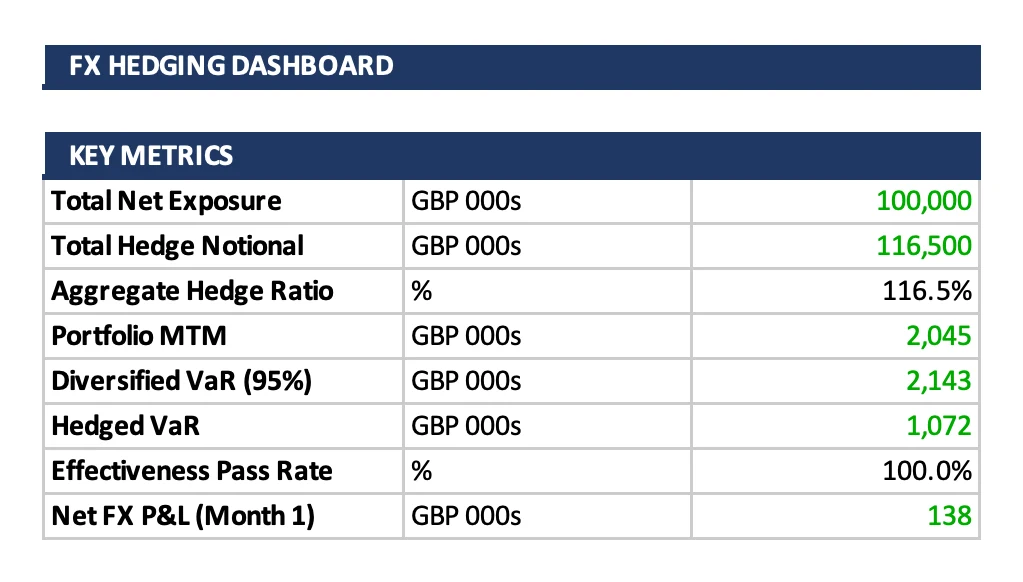 FX HEDGING DASHBOARD
KEY METRICS
Total Net Exposure GBP 000s 100,000
Total Hedge Notional GBP 000s 116,500
Aggregate Hedge Ratio % 116.5%
Portfolio MTM GBP 000s 2,045
Diversified VaR (95%) GBP 000s 2,143
Hedged VaR GBP 000s 1,072
Effectiveness Pass Rate % 100.0%
Net FX P&L (Month 1) GBP 000s 138